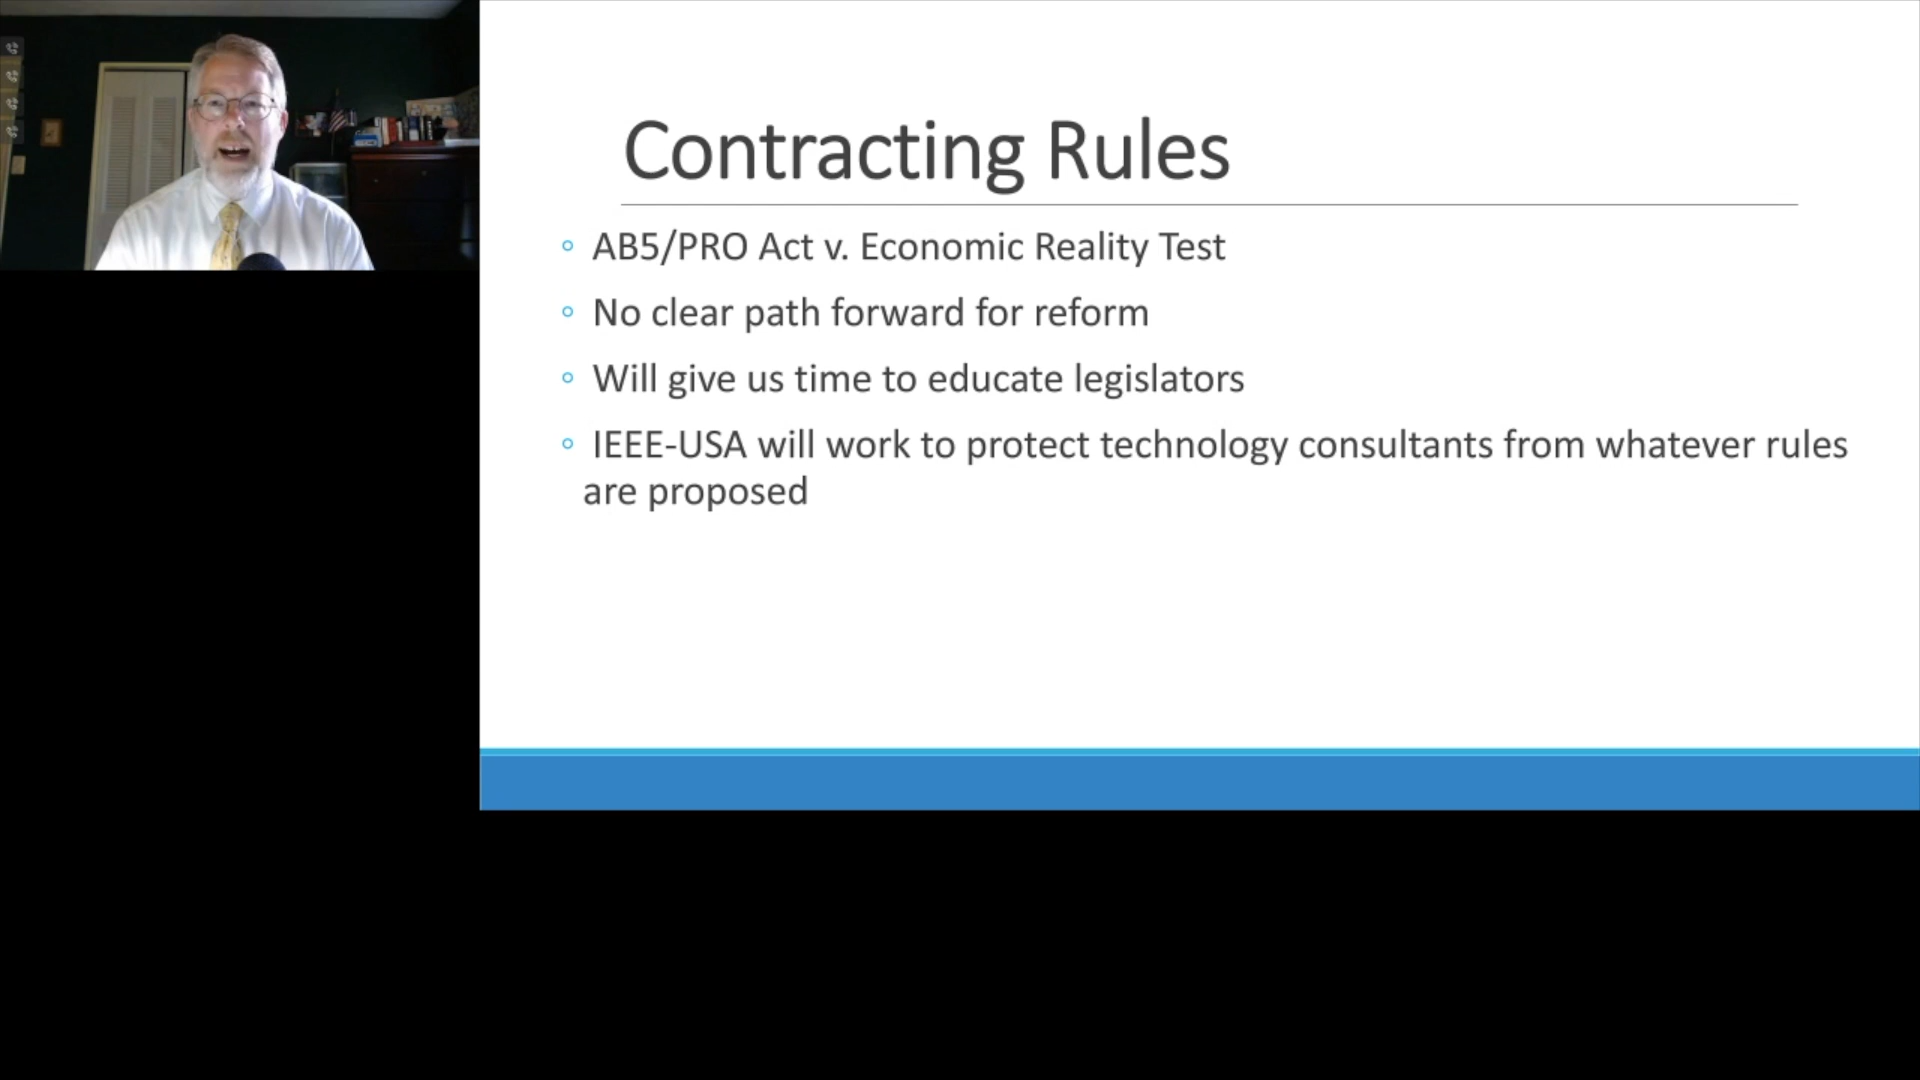 Contracting Rules
◦ AB5/PRO Act v. Economic Reality Test
◦ No clear path forward for reform
◦ Will give us time to educate legislators
◦ IEEE-USA will work to protect technology consultants from whatever rules
are proposed